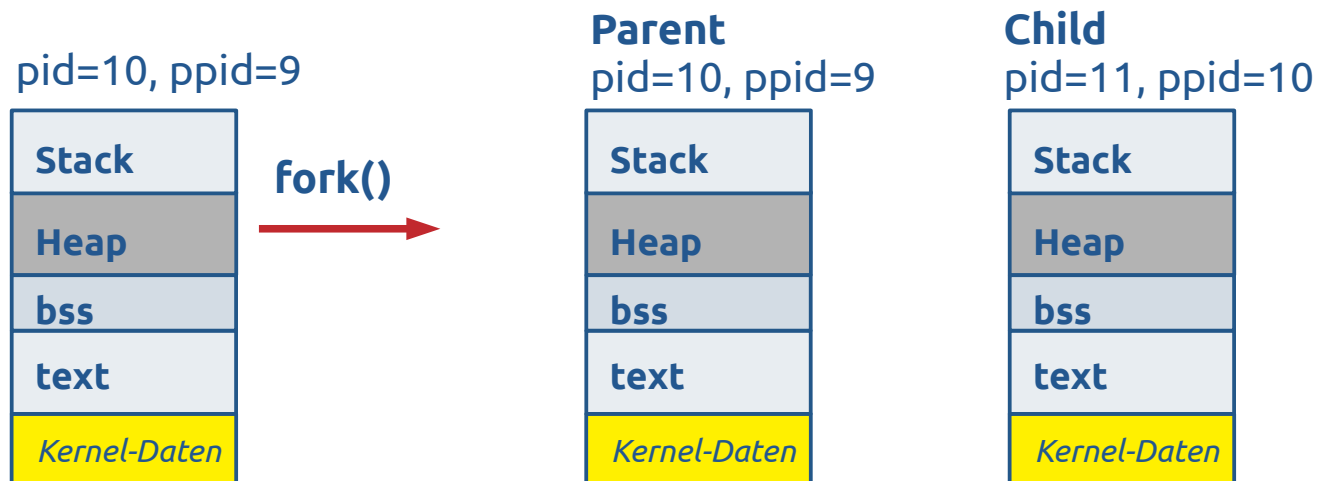 pid=10, ppid=9
Stack
Heap
bss
text
Kernel-Daten
fork()
Parent
pid=10, ppid=9
Stack
Heap
bss
text
Kernel-Daten
Child
pid=11, ppid=10
Stack
Heap
bss
text
Kernel-Daten